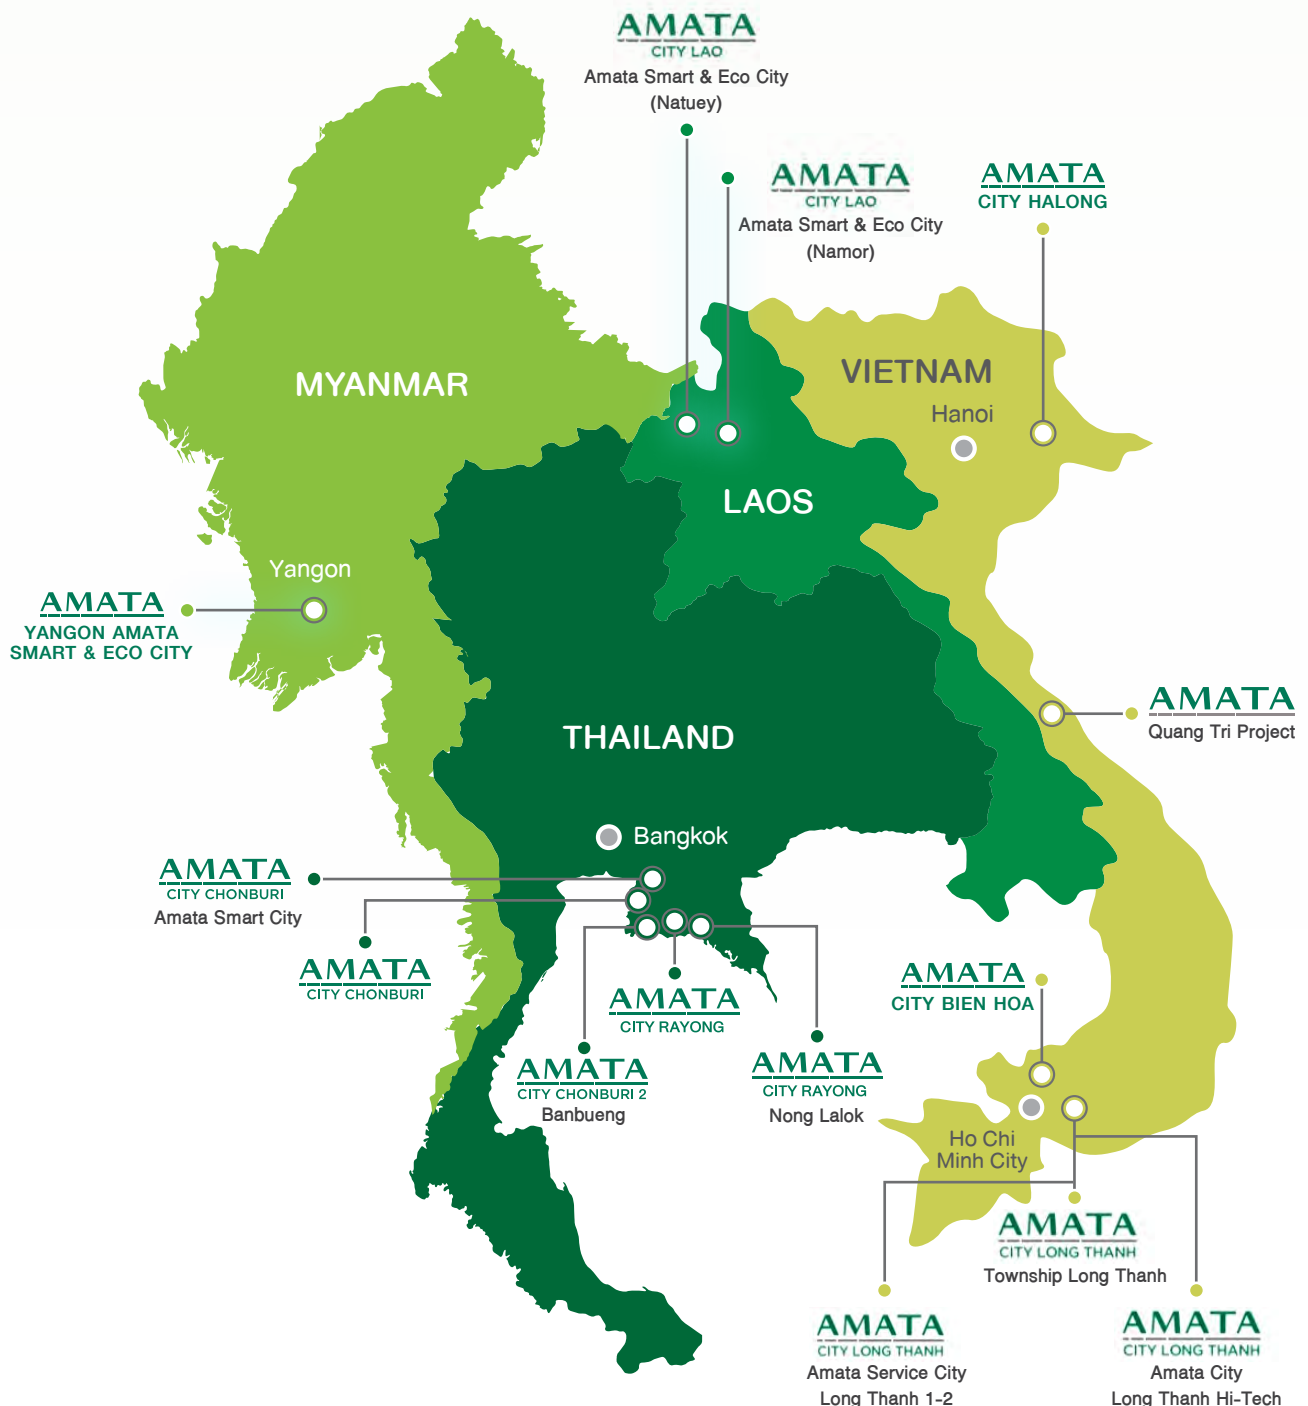 AMATA
CITY LAO
Amata Smart & Eco City
(Natuey)
AMATA
CITY LAO
Amata Smart & Eco City
(Namor)
AMATA
CITY HALONG
MYANMAR
VIETNAM
Hanoi
LAOS
Yangon
AMATA
YANGON AMATA
SMART & ECO CITY
THAILAND
AMATA
Quang Tri Project
Bangkok
AMATA
CITY CHONBURI
Amata Smart City
AMATA
CITY CHONBURI
AMATA
CITY RAYONG
AMATA
CITY CHONBURI 2
Banbueng
AMATA
CITY RAYONG
Nong Lalok
AMATA
CITY BIEN HOA
Ho Chi
Minh City
AMATA
CITY LONG THANH
Township Long Thanh
AMATA
CITY LONG THANH
Amata Service City
Long Thanh 1-2
AMATA
CITY LONG THANH
Amata City
Long Thanh Hi-Tech